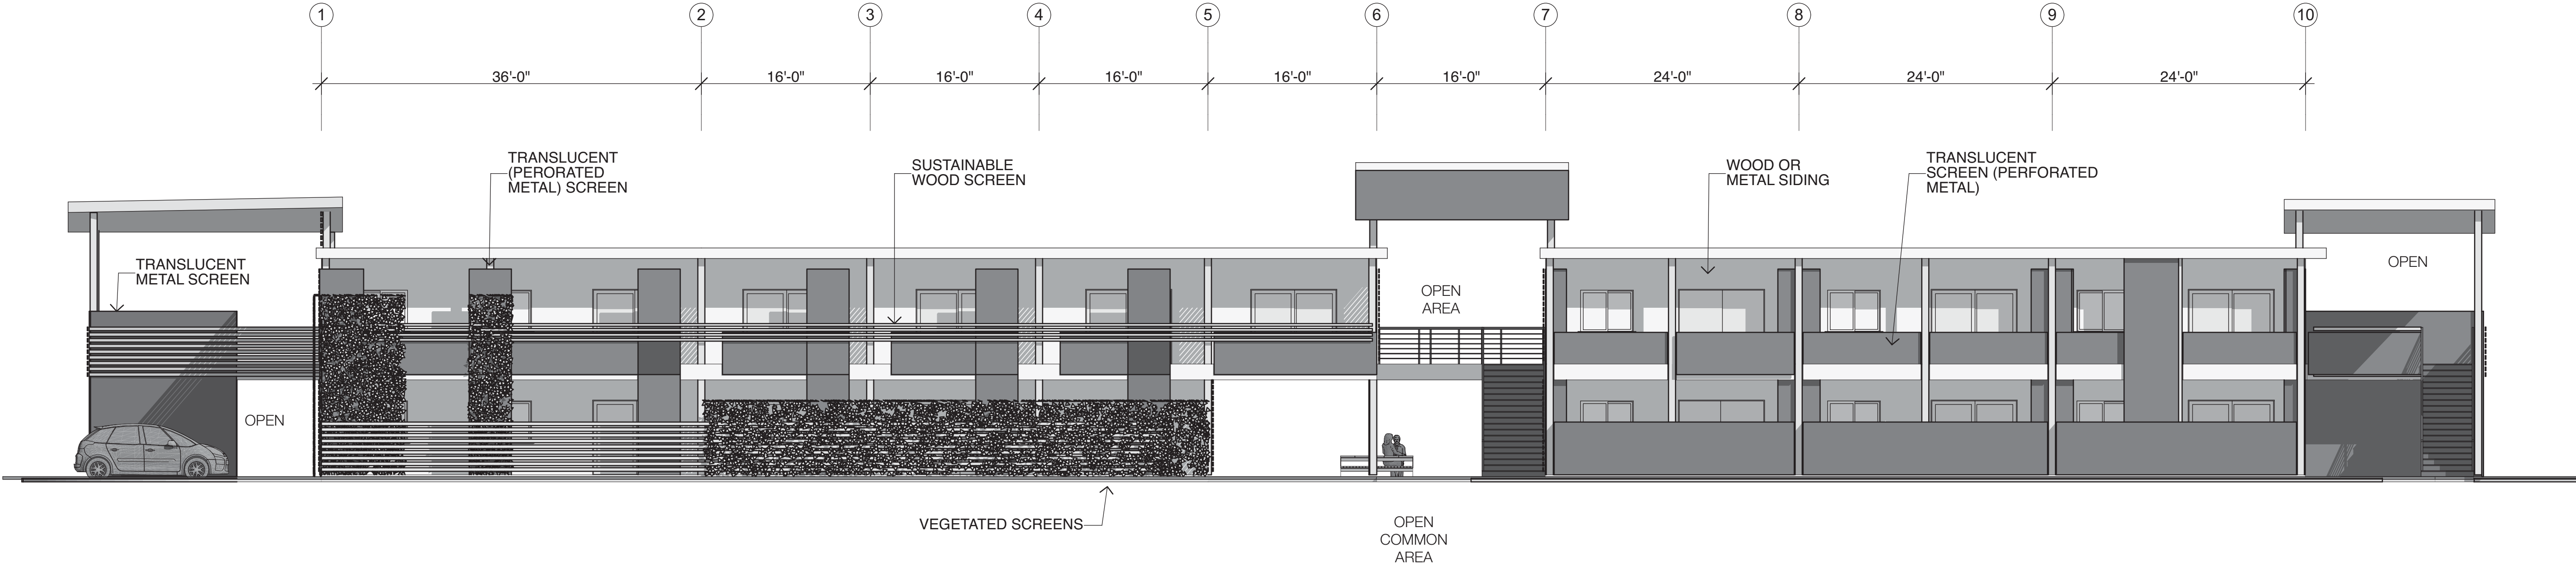 1 2 3 4 5 6 7 8 9 10
36'-0" 16'-0" 16'-0" 16'-0" 16'-0" 16'-0" 24'-0" 24'-0" 24'-0"
TRANSLUCENT
(PERORATED
METAL) SCREEN
SUSTAINABLE
WOOD SCREEN
WOOD OR
METAL SIDING
TRANSLUCENT
SCREEN (PERFORATED
METAL)
TRANSLUCENT
METAL SCREEN
OPEN
AREA
OPEN
OPEN
VEGETATED SCREENS
OPEN
COMMON
AREA